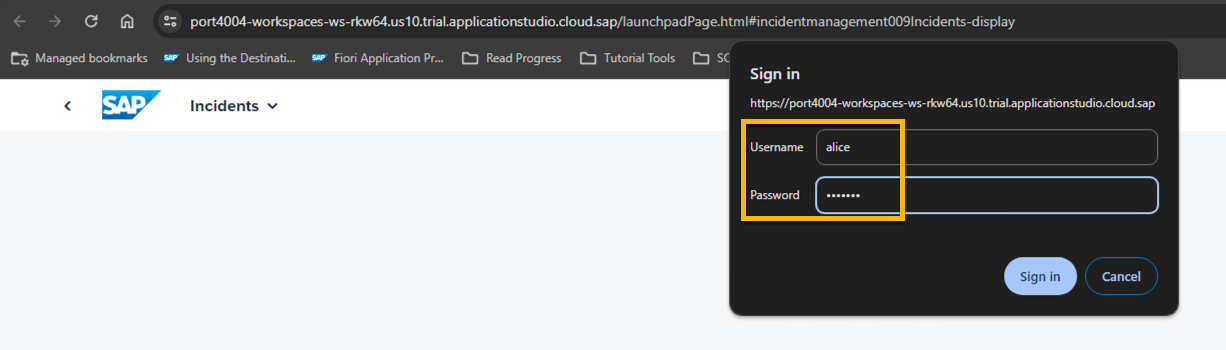 port4004-workspaces-ws-rkw64.us10.trial.applicationstudio.cloud.sap/launchpadPage.html#incidentmanagement009Incidents-display
Managed bookmarks SAP Using the Destinati... SAP Fiori Application Pr... Read Progress Tutorial Tools SC
SAP Incidents
Sign in
https://port4004-workspaces-ws-rkw64.us10.trial.applicationstudio.cloud.sap
Username alice
Password •••••••
Sign in Cancel